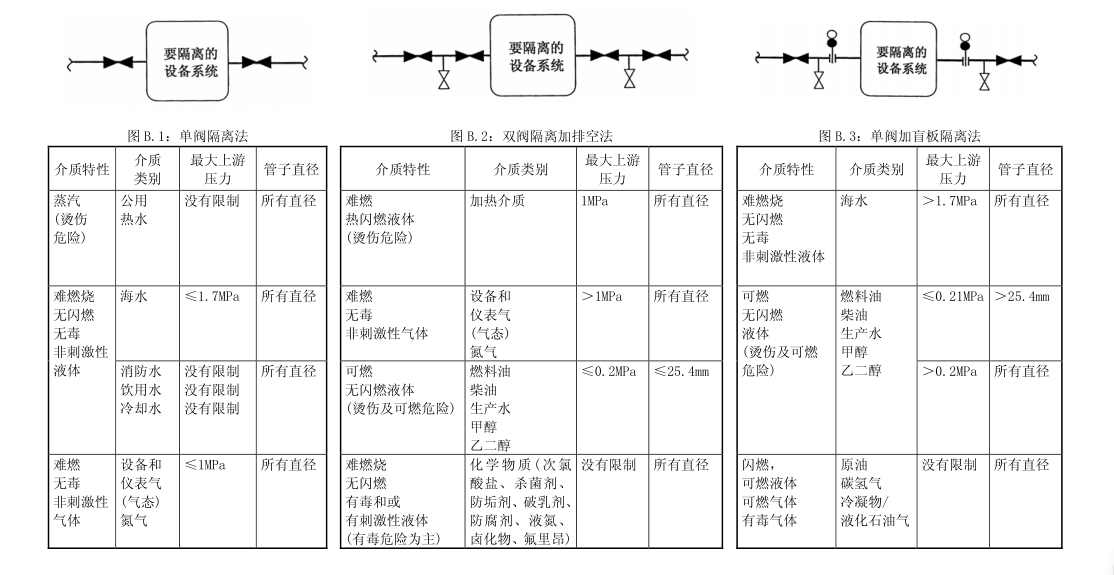 要隔离的
设备系统
要隔离的
设备系统
要隔离的
设备系统
图 B.1：单阀隔离法
图 B.2：双阀隔离加排空法
图 B.3：单阀加盲板隔离法
介质特性
介质
类别
最大上游
压力
管子直径
蒸汽
(烫伤
危险)
公用
热水
没有限制
所有直径
难燃烧
无闪燃
无毒
非刺激性
液体
海水
≤1.7MPa
所有直径
消防水
饮用水
冷却水
没有限制
没有限制
没有限制
所有直径
难燃
无毒
非刺激性
气体
设备和
仪表气
(气态)
氮气
≤1MPa
所有直径
介质特性
介质类别
最大上游
压力
管子直径
难燃
热闪燃液体
(烫伤危险)
加热介质
1MPa
所有直径
难燃
无毒
非刺激性气体
设备和
仪表气
(气态)
氮气
>1MPa
所有直径
可燃
无闪燃液体
(烫伤及可燃危险)
燃料油
柴油
生产水
甲醇
乙二醇
≤0.2MPa
≤25.4mm
难燃烧
无闪燃
有毒和或
有刺激性液体
(有毒危险为主)
化学物质(次氯
酸盐、杀菌剂、
防垢剂、破乳剂、
防腐剂、液氮、
卤化物、氟里昂)
没有限制
所有直径
介质特性
介质类别
最大上游
压力
管子直径
难燃烧
无闪燃
无毒
非刺激性液体
海水
>1.7MPa
所有直径
可燃
无闪燃
液体
(烫伤及可燃
危险)
燃料油
柴油
生产水
甲醇
乙二醇
≤0.21MPa
>25.4mm
>0.2MPa
所有直径
闪燃，
可燃液体
可燃气体
有毒气体
原油
碳氢气
冷凝物/
液化石油气
没有限制
所有直径